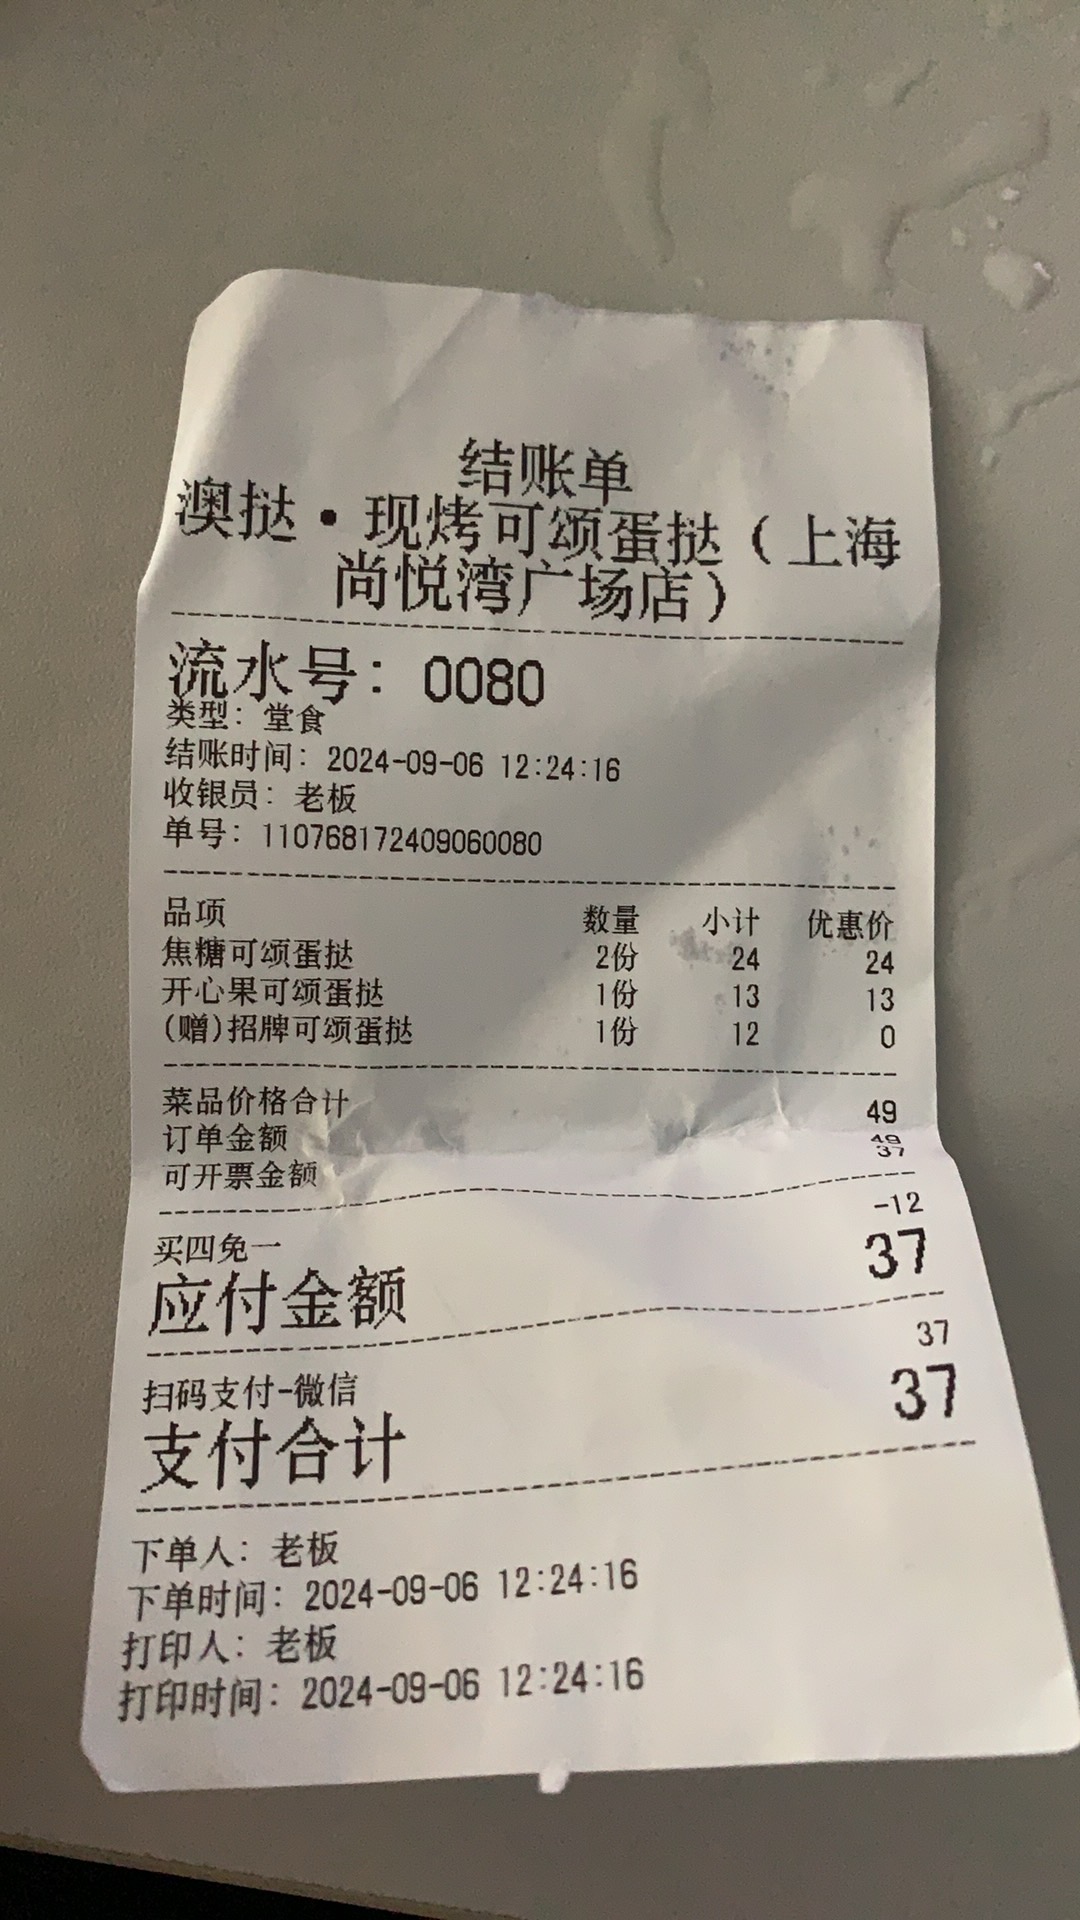 结账单
澳挞·现烤可颂蛋挞（上海
尚悦湾广场店）
流水号: 0080
类型: 堂食
结账时间: 2024-09-06 12:24:16
收银员: 老板
单号: 110768172409060080
品项 数量 小计 优惠价
焦糖可颂蛋挞 2份 24 24
开心果可颂蛋挞 1份 13 13
(赠)招牌可颂蛋挞 1份 12 0
菜品价格合计 49
订单金额 49
可开票金额 37
买四免一 -12
应付金额 37
扫码支付-微信 37
支付合计 37
下单人: 老板
下单时间: 2024-09-06 12:24:16
打印人: 老板
打印时间: 2024-09-06 12:24:16